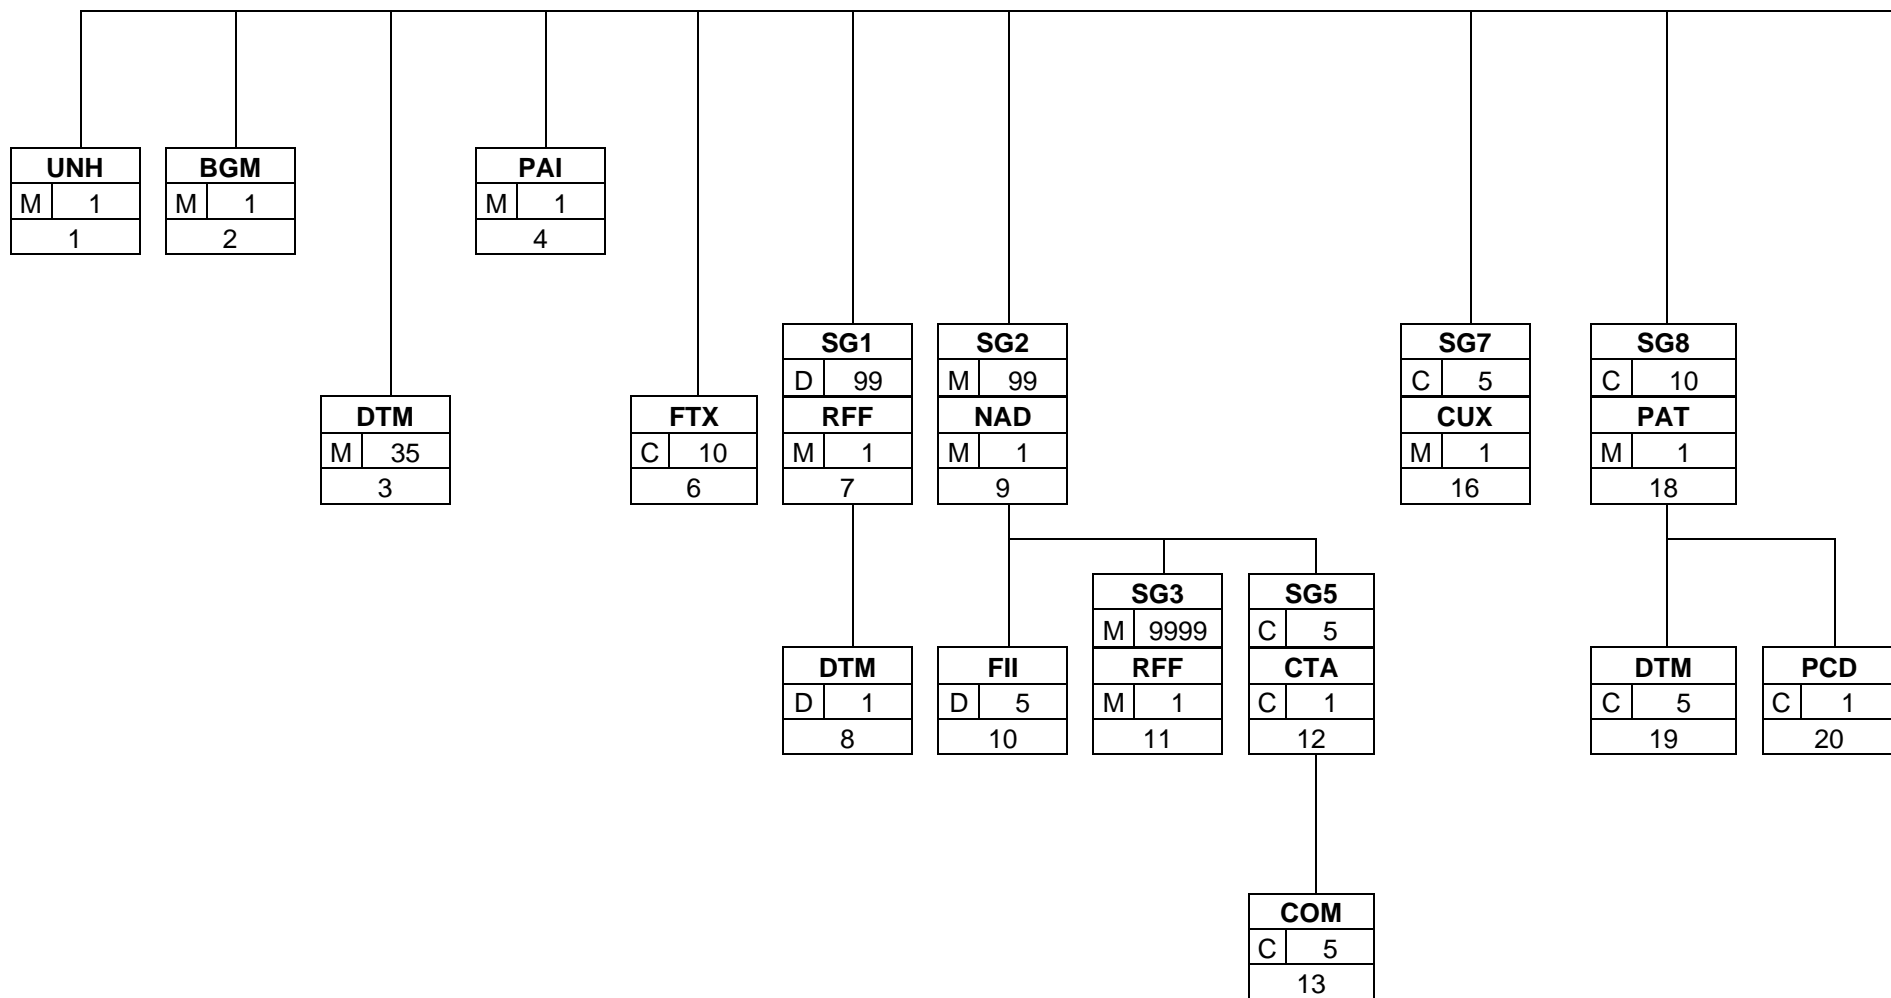 UNH
M 1
1
BGM
M 1
2
PAI
M 1
4
DTM
M 35
3
FTX
C 10
6
SG1
D 99
RFF
M 1
7
SG2
M 99
NAD
M 1
9
SG7
C 5
CUX
M 1
16
SG8
C 10
PAT
M 1
18
DTM
D 1
8
FII
D 5
10
SG3
M 9999
RFF
M 1
11
SG5
C 5
CTA
C 1
12
DTM
C 5
19
PCD
C 1
20
COM
C 5
13